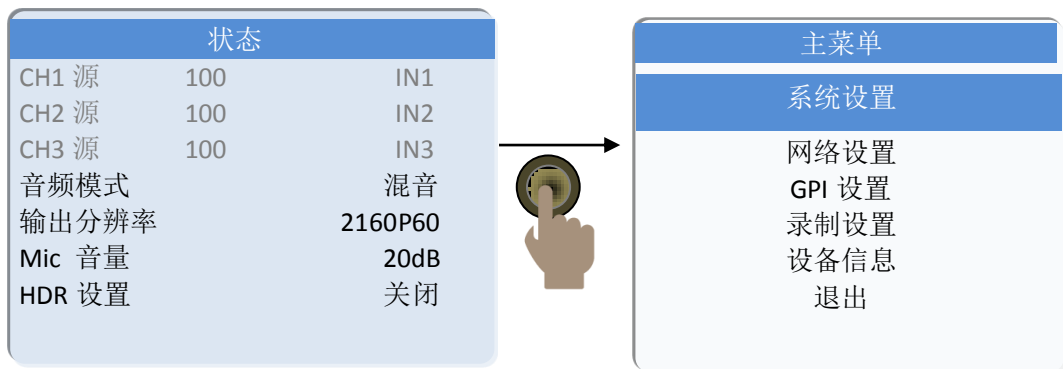 状态
CH1 源 100 IN1
CH2 源 100 IN2
CH3 源 100 IN3
音频模式 混音
输出分辨率 2160P60
Mic 音量 20dB
HDR 设置 关闭
主菜单
系统设置
网络设置
GPI 设置
录制设置
设备信息
退出